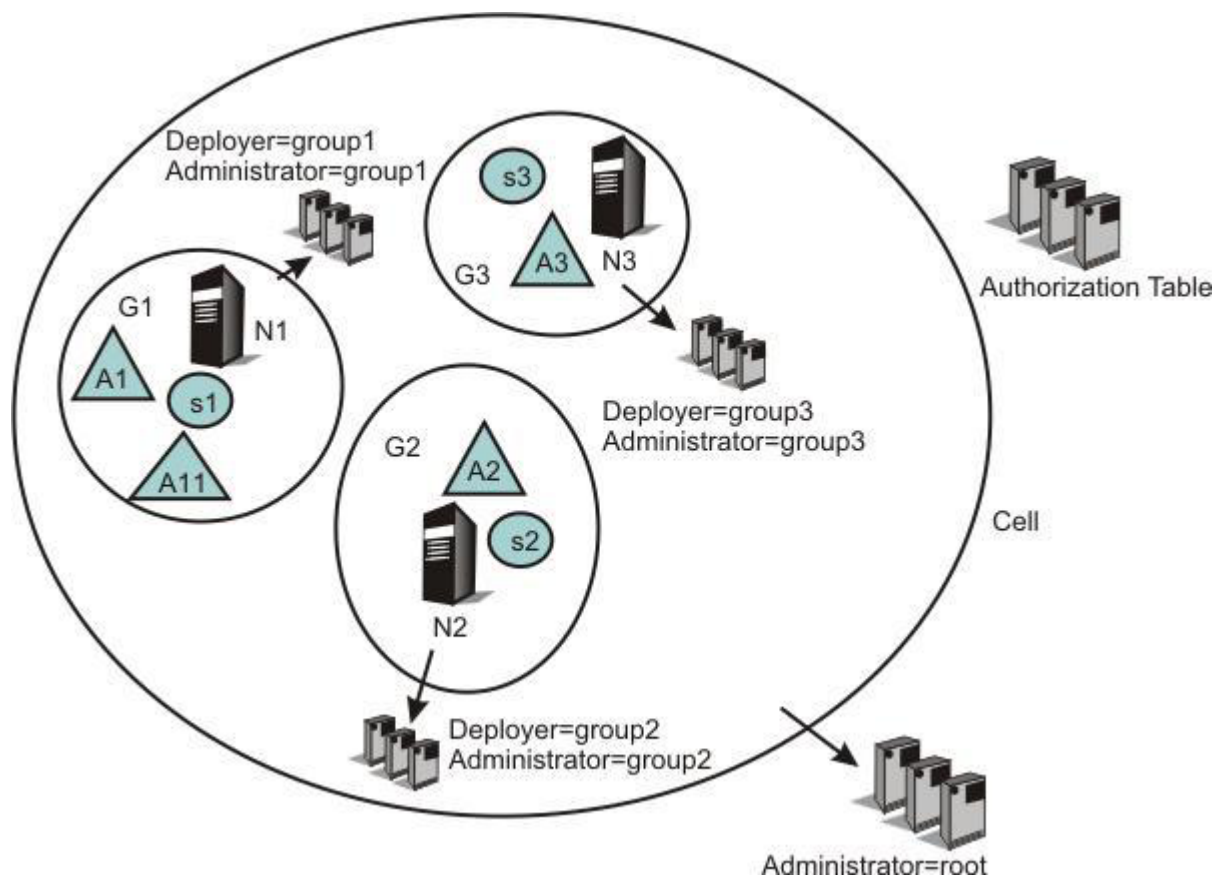 Deployer=group1
Administrator=group1
s3
A3
N3
G3
Authorization Table
G1
N1
A1
s1
A11
Deployer=group3
Administrator=group3
G2
A2
s2
N2
Cell
Deployer=group2
Administrator=group2
Administrator=root